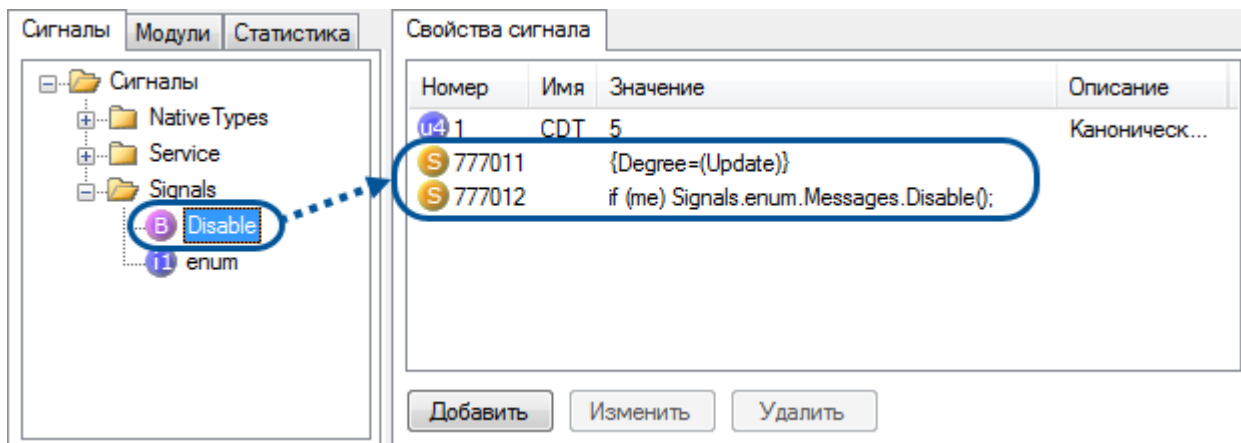 Сигналы Модули Статистика
Сигналы
NativeTypes
Service
Signals
B Disable
i1 enum
Свойства сигнала
Номер Имя Значение Описание
u4 1 CDT 5 Каноническ...
S 777011 {Degree=(Update)}
S 777012 if (me) Signals.enum.Messages.Disable();
Добавить Изменить Удалить